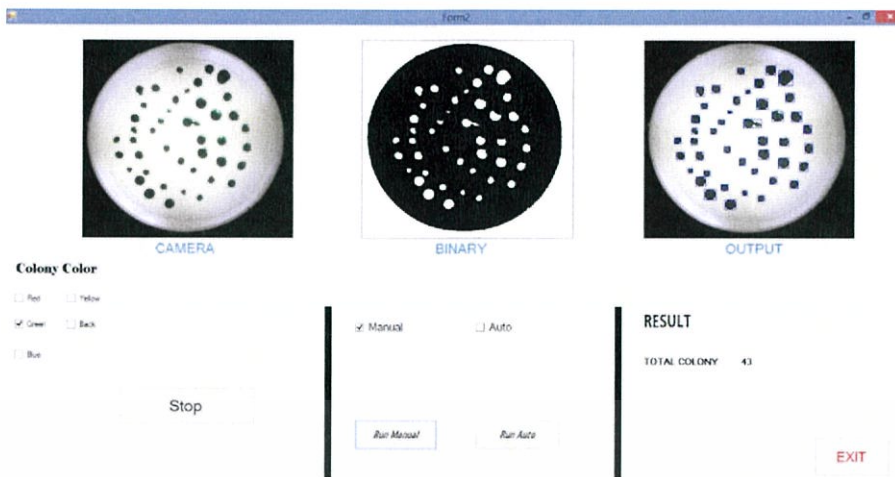 Form2
CAMERA
BINARY
OUTPUT
Colony Color
Red
Yellow
Green
Back
Blue
Stop
Manual
Auto
Run Manual
Run Auto
RESULT
TOTAL COLONY 43
EXIT